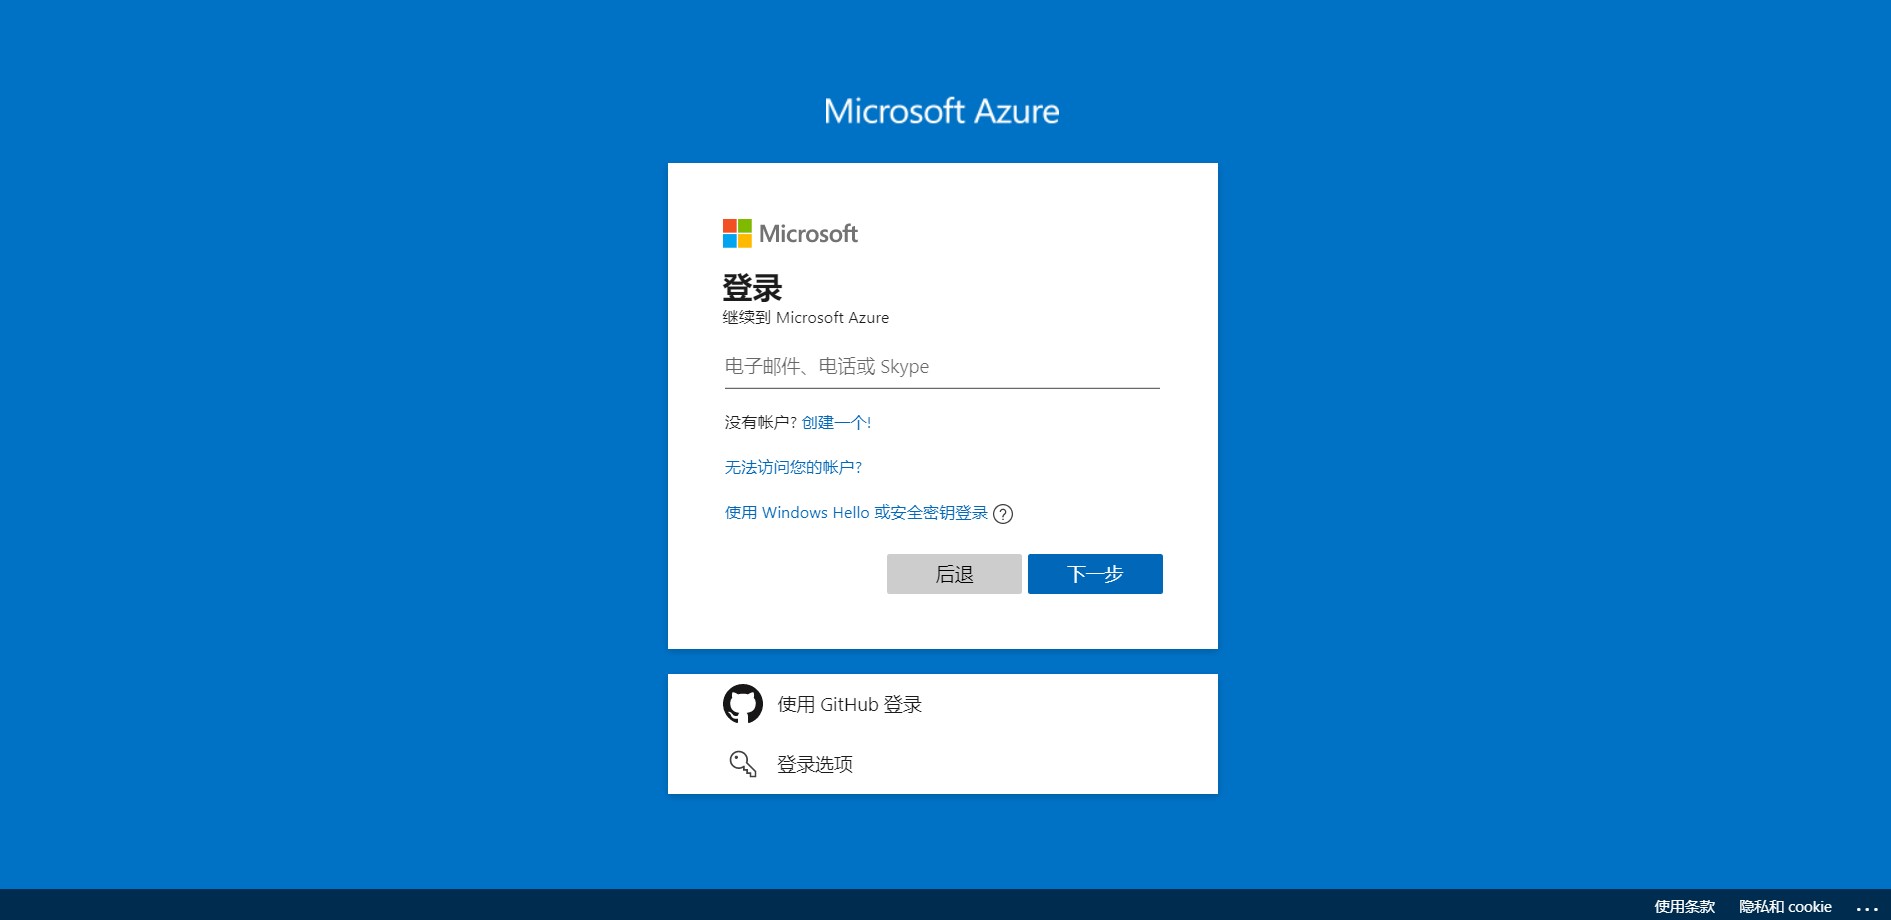 Microsoft Azure
Microsoft
登录
继续到 Microsoft Azure
电子邮件、电话或 Skype
没有帐户? 创建一个!
无法访问您的帐户?
使用 Windows Hello 或安全密钥登录 ?
后退 下一步
使用 GitHub 登录
登录选项
使用条款 隐私和 cookie ...